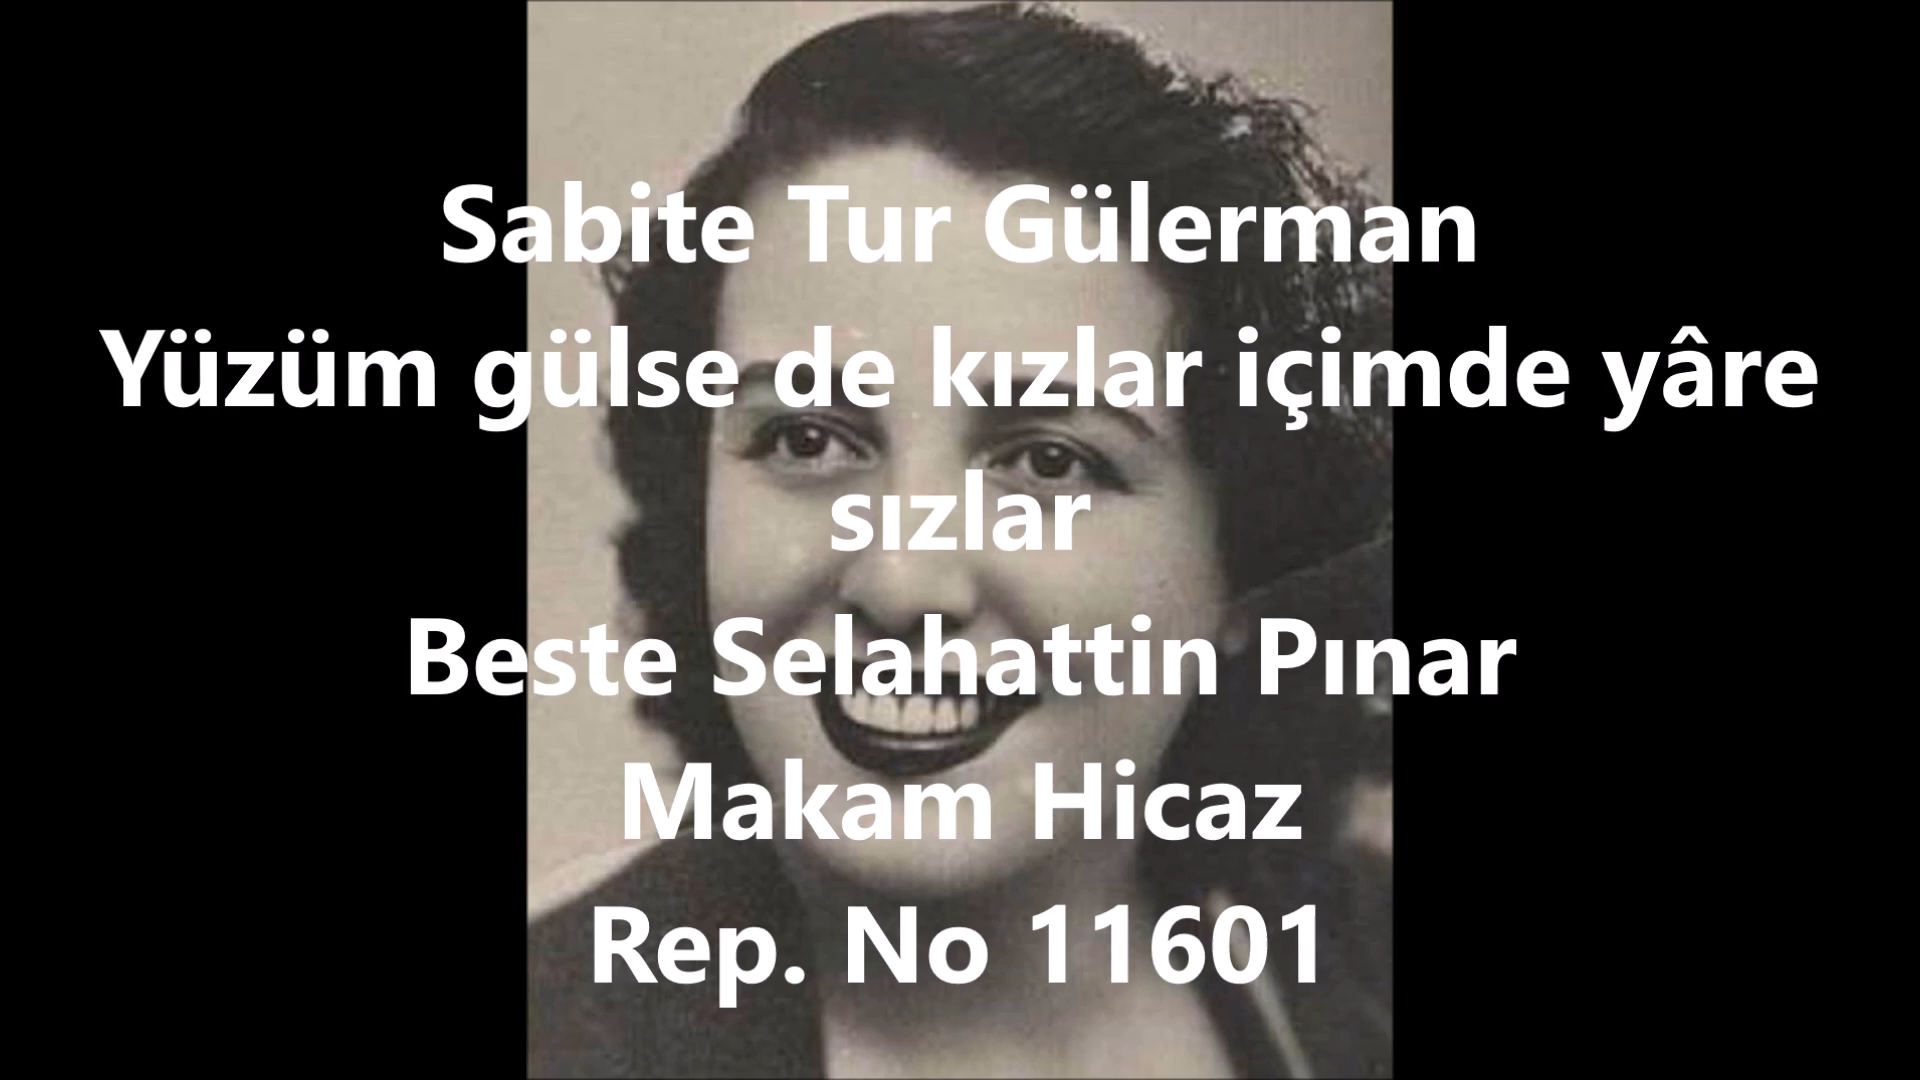 Sabite Tur Gülerman
Yüzüm gülse de kızlar içimde yâre
sızlar
Beste Selahattin Pınar
Makam Hicaz
Rep. No 11601